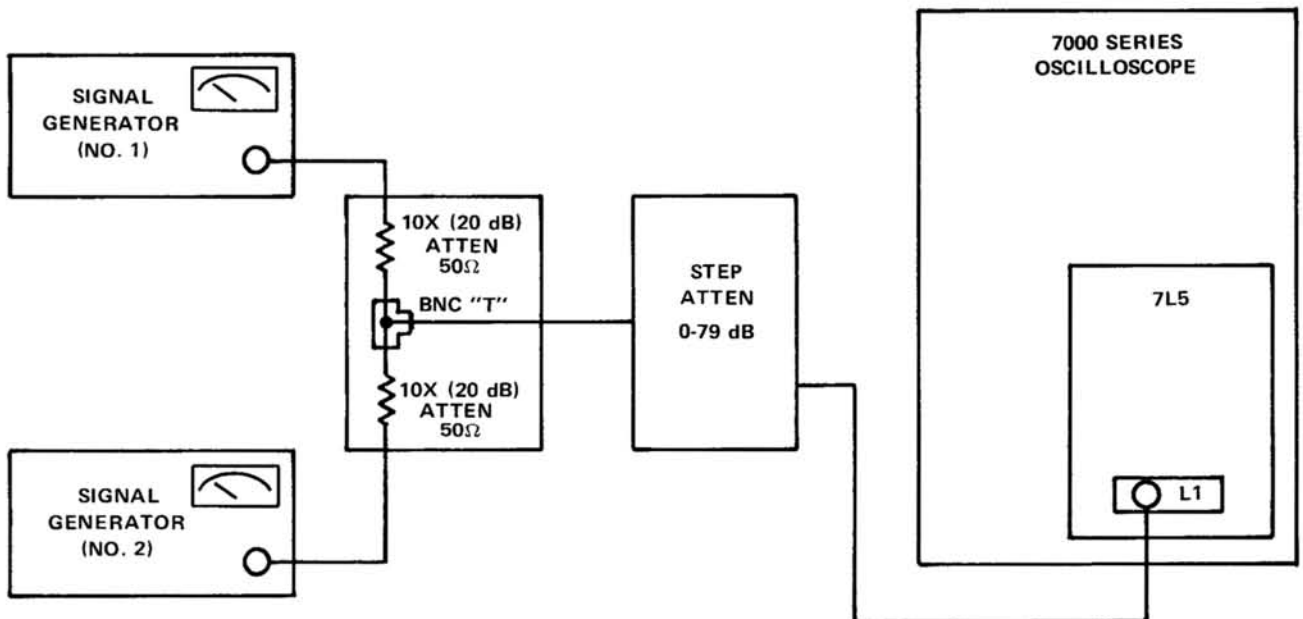 SIGNAL
GENERATOR
(NO. 1)
10X (20 dB)
ATTEN
50Ω
BNC "T"
10X (20 dB)
ATTEN
50Ω
SIGNAL
GENERATOR
(NO. 2)
STEP
ATTEN
0-79 dB
7000 SERIES
OSCILLOSCOPE
7L5
L1